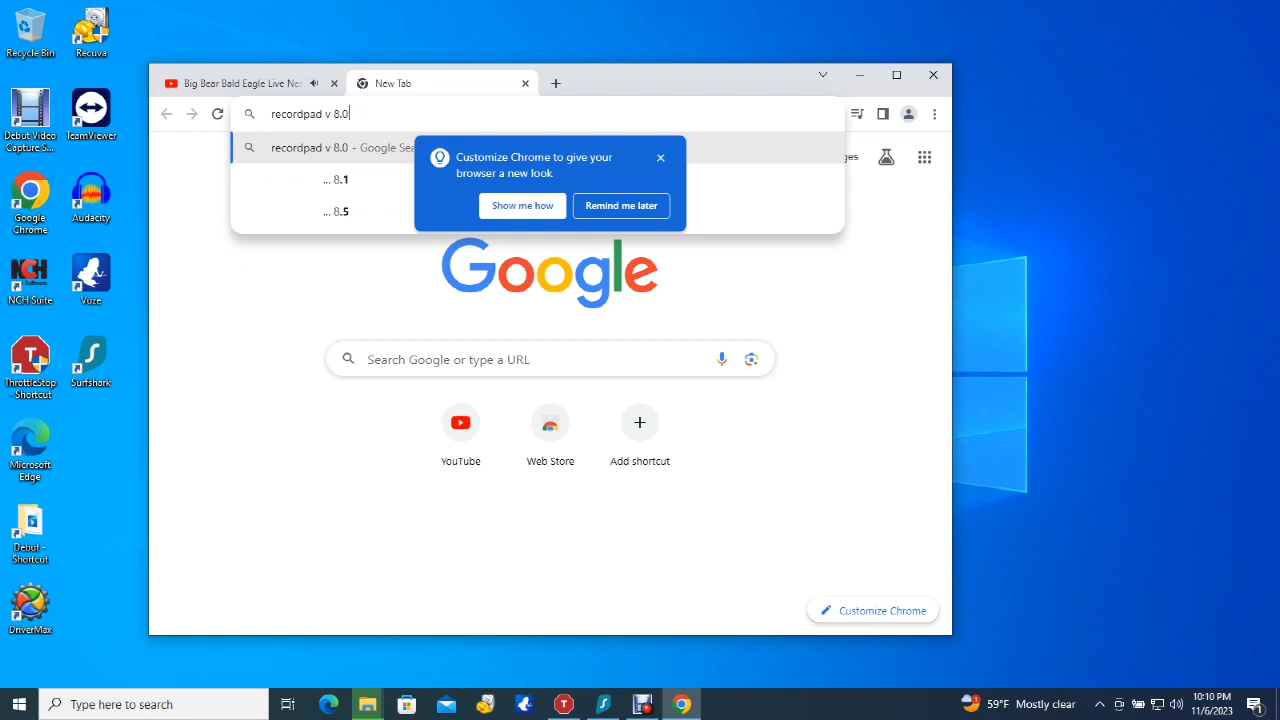 Recycle Bin
Recuva
Debut Video
Capture S...
TeamViewer
Google
Chrome
Audacity
NCH Suite
Vuze
ThrottleStop
- Shortcut
Surfshark
Microsoft
Edge
Debut -
Shortcut
DriverMax
Big Bear Bald Eagle Live Nes
New Tab
recordpad v 8.0
recordpad v 8.0 - Google Sea
... 8.1
... 8.5
Customize Chrome to give your
browser a new look
Show me how
Remind me later
ges
Google
Search Google or type a URL
YouTube
Web Store
Add shortcut
Customize Chrome
Type here to search
59°F Mostly clear
10:10 PM
11/6/2023